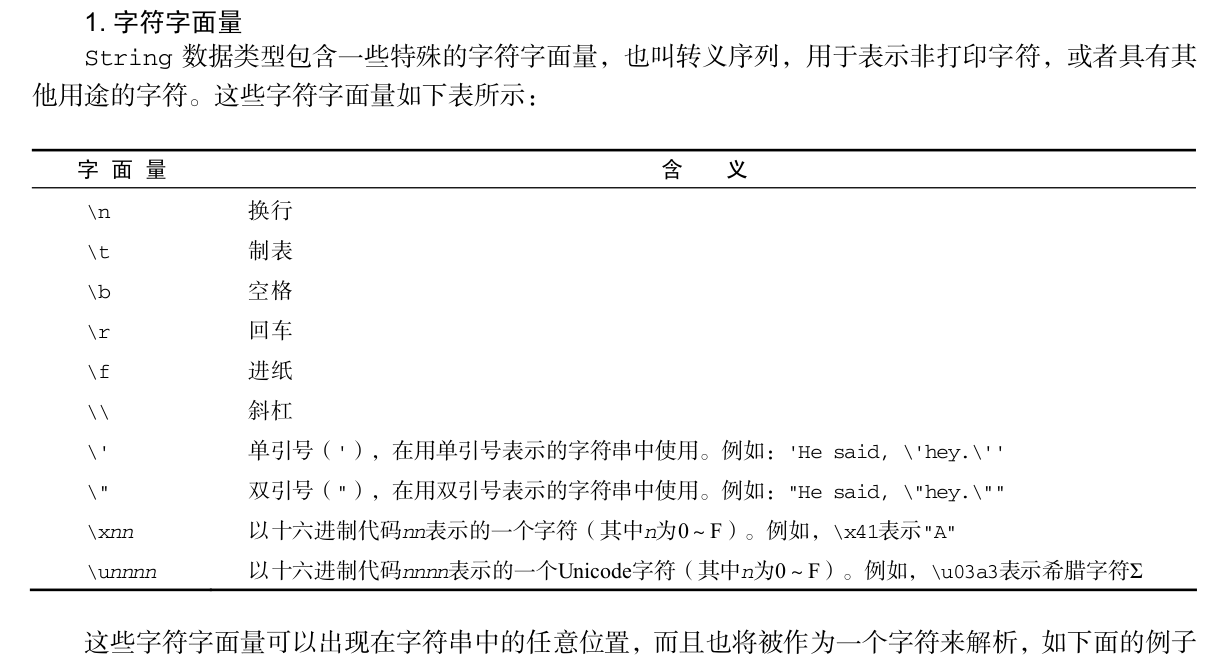 1. 字符字面量
String 数据类型包含一些特殊的字符字面量，也叫转义序列，用于表示非打印字符，或者具有其
他用途的字符。这些字符字面量如下表所示：
字 面 量 含 义
\n 换行
\t 制表
\b 空格
\r 回车
\f 进纸
\\ 斜杠
\' 单引号（'），在用单引号表示的字符串中使用。例如：'He said, \'hey.\''
\" 双引号（"），在用双引号表示的字符串中使用。例如："He said, \"hey.\""
\xnn 以十六进制代码nn表示的一个字符（其中n为0～F）。例如，\x41表示"A"
\unnnn 以十六进制代码nnnn表示的一个Unicode字符（其中n为0～F）。例如，\u03a3表示希腊字符Σ
这些字符字面量可以出现在字符串中的任意位置，而且也将被作为一个字符来解析，如下面的例子